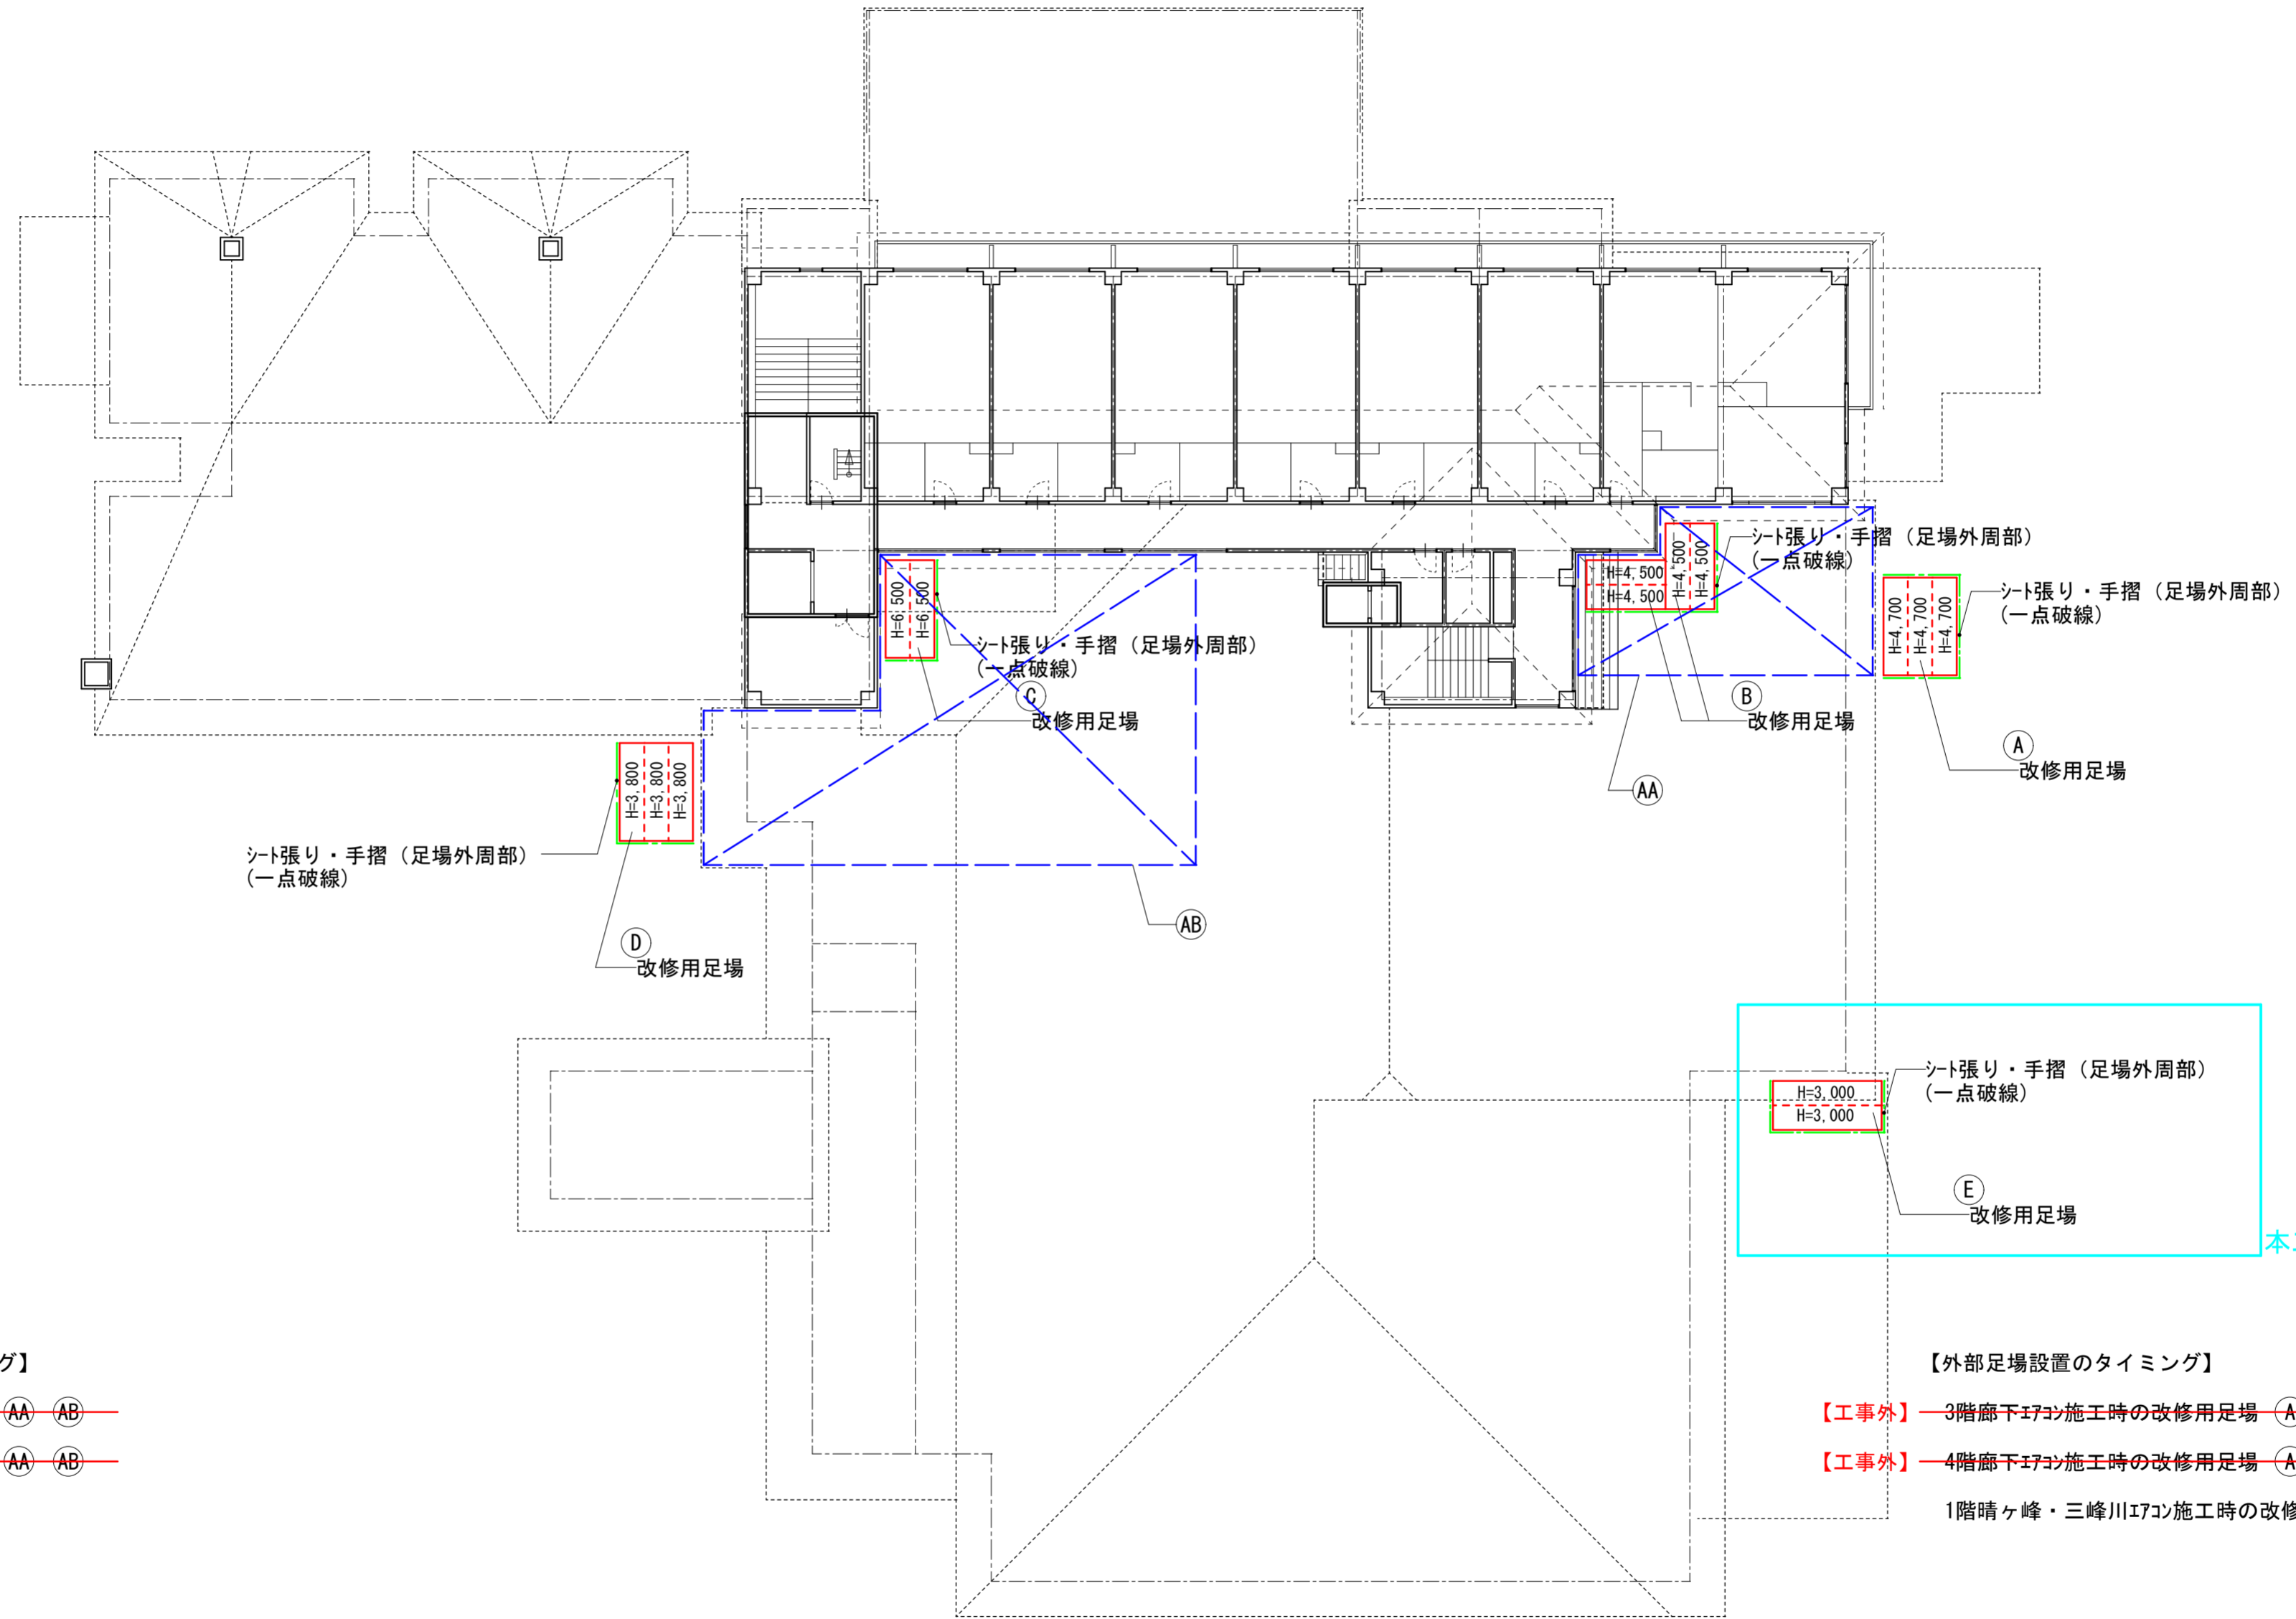 H=4,500
H=4,500
H=4,500
H=4,500
シート張り・手摺（足場外周部）
(一点破線)
H=4,700
H=4,700
H=4,700
シート張り・手摺（足場外周部）
(一点破線)
H=6,500
H=6,500
シート張り・手摺（足場外周部）
(一点破線)
C
改修用足場
B
改修用足場
A
改修用足場
AA
H=3,800
H=3,800
H=3,800
シート張り・手摺（足場外周部）
(一点破線)
AB
D
改修用足場
H=3,000
H=3,000
シート張り・手摺（足場外周部）
(一点破線)
E
改修用足場
本
グ】
AA AB
AA AB
【外部足場設置のタイミング】
【工事外】 3階廊下エアコン施工時の改修用足場 A
【工事外】 4階廊下エアコン施工時の改修用足場 A
1階晴ヶ峰・三峰川エアコン施工時の改修